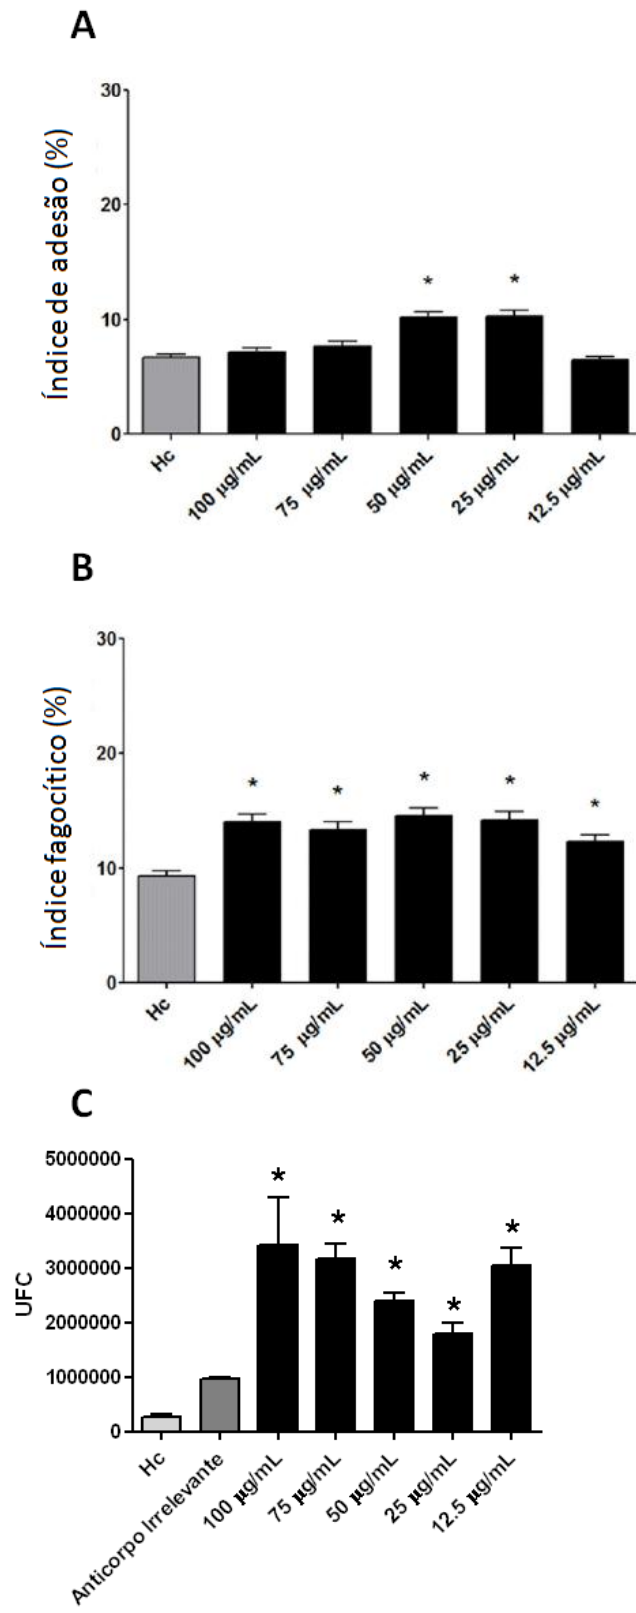 A
Índice de adesão (%)
30
20
10
0
* *
Hc 100 µg/mL 75 µg/mL 50 µg/mL 25 µg/mL 12.5 µg/mL
B
Índice fagocítico (%)
30
20
10
0
* * * * *
Hc 100 µg/mL 75 µg/mL 50 µg/mL 25 µg/mL 12.5 µg/mL
C
UFC
5000000
4000000
3000000
2000000
1000000
0
* * * * *
Hc Anticorpo Irrelevante 100 µg/mL 75 µg/mL 50 µg/mL 25 µg/mL 12.5 µg/mL